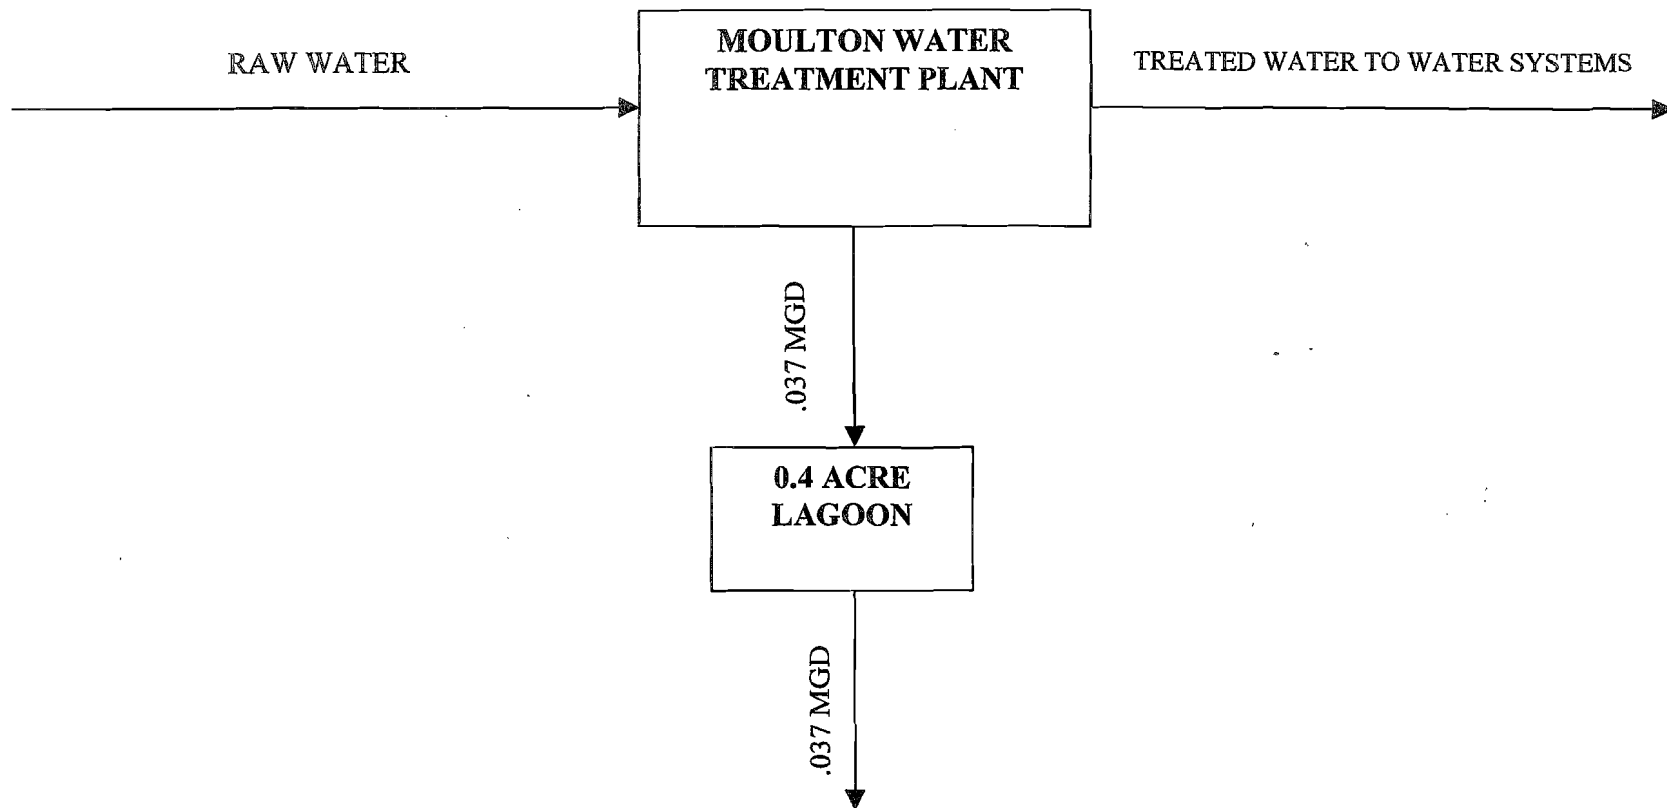 RAW WATER
MOULTON WATER
TREATMENT PLANT
TREATED WATER TO WATER SYSTEMS
.037 MGD
0.4 ACRE
LAGOON
.037 MGD